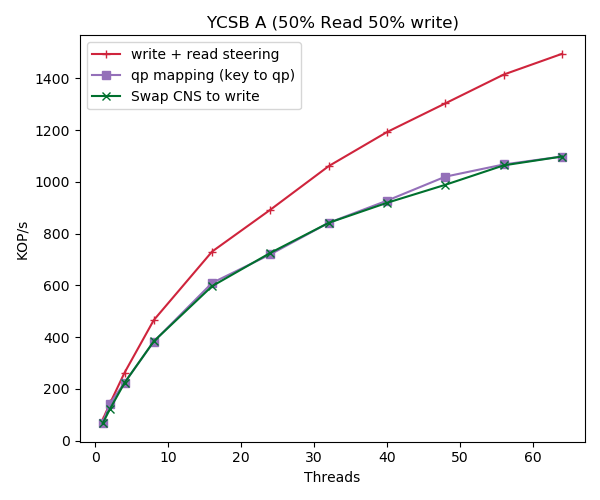 YCSB A (50% Read 50% write)
write + read steering
qp mapping (key to qp)
Swap CNS to write
KOP/s
1400
1200
1000
800
600
400
200
0
0 10 20 30 40 50 60
Threads